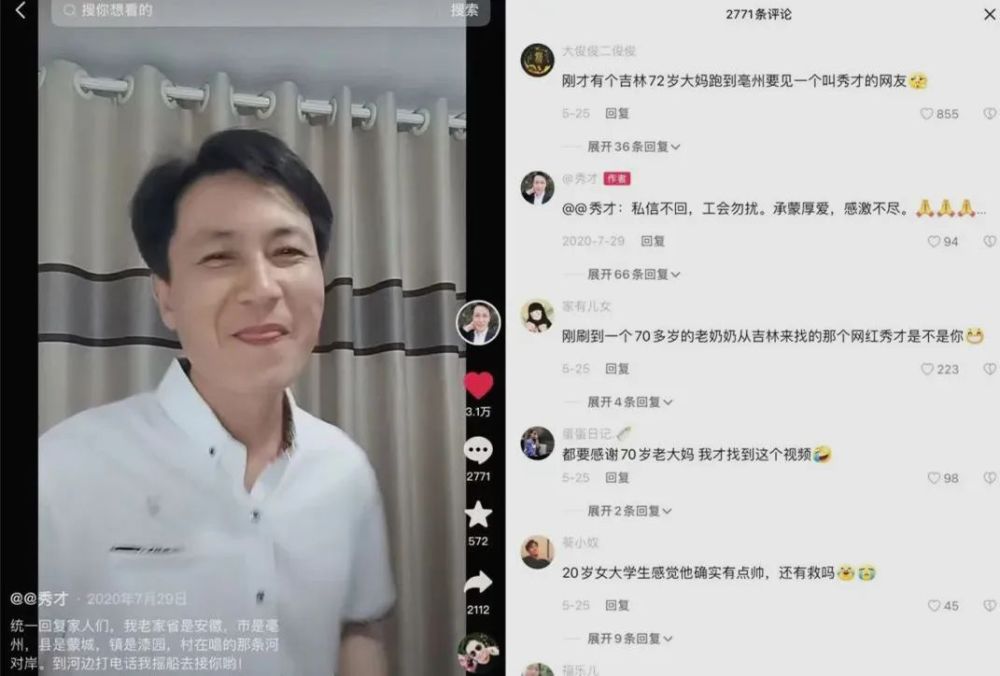 搜你想看的
搜索
3.1万
2771
572
2112
@@秀才 · 2020年7月29日
统一回复家人们，我老家省是安徽，市是亳
州，县是蒙城，镇是漆园，村在唱的那条河
对岸。到河边打电话我摇船去接你哟！
2771条评论
大俊俊二俊俊
刚才有个吉林72岁大妈跑到亳州要见一个叫秀才的网友🤣
5-25 回复
855
展开36条回复
@秀才 作者
@@秀才：私信不回，工会勿扰。承蒙厚爱，感激不尽。🙏🙏🙏...
2020-7-29 回复
94
展开66条回复
家有儿女
刚刷到一个70多岁的老奶奶从吉林来找的那个网红秀才是不是你😁
5-25 回复
223
展开4条回复
蛋蛋日记
都要感谢70岁老大妈 我才找到这个视频🤣
5-25 回复
98
展开2条回复
葵小奴
20岁女大学生感觉他确实有点帅，还有救吗😂😭
5-25 回复
45
展开9条回复
福乐儿